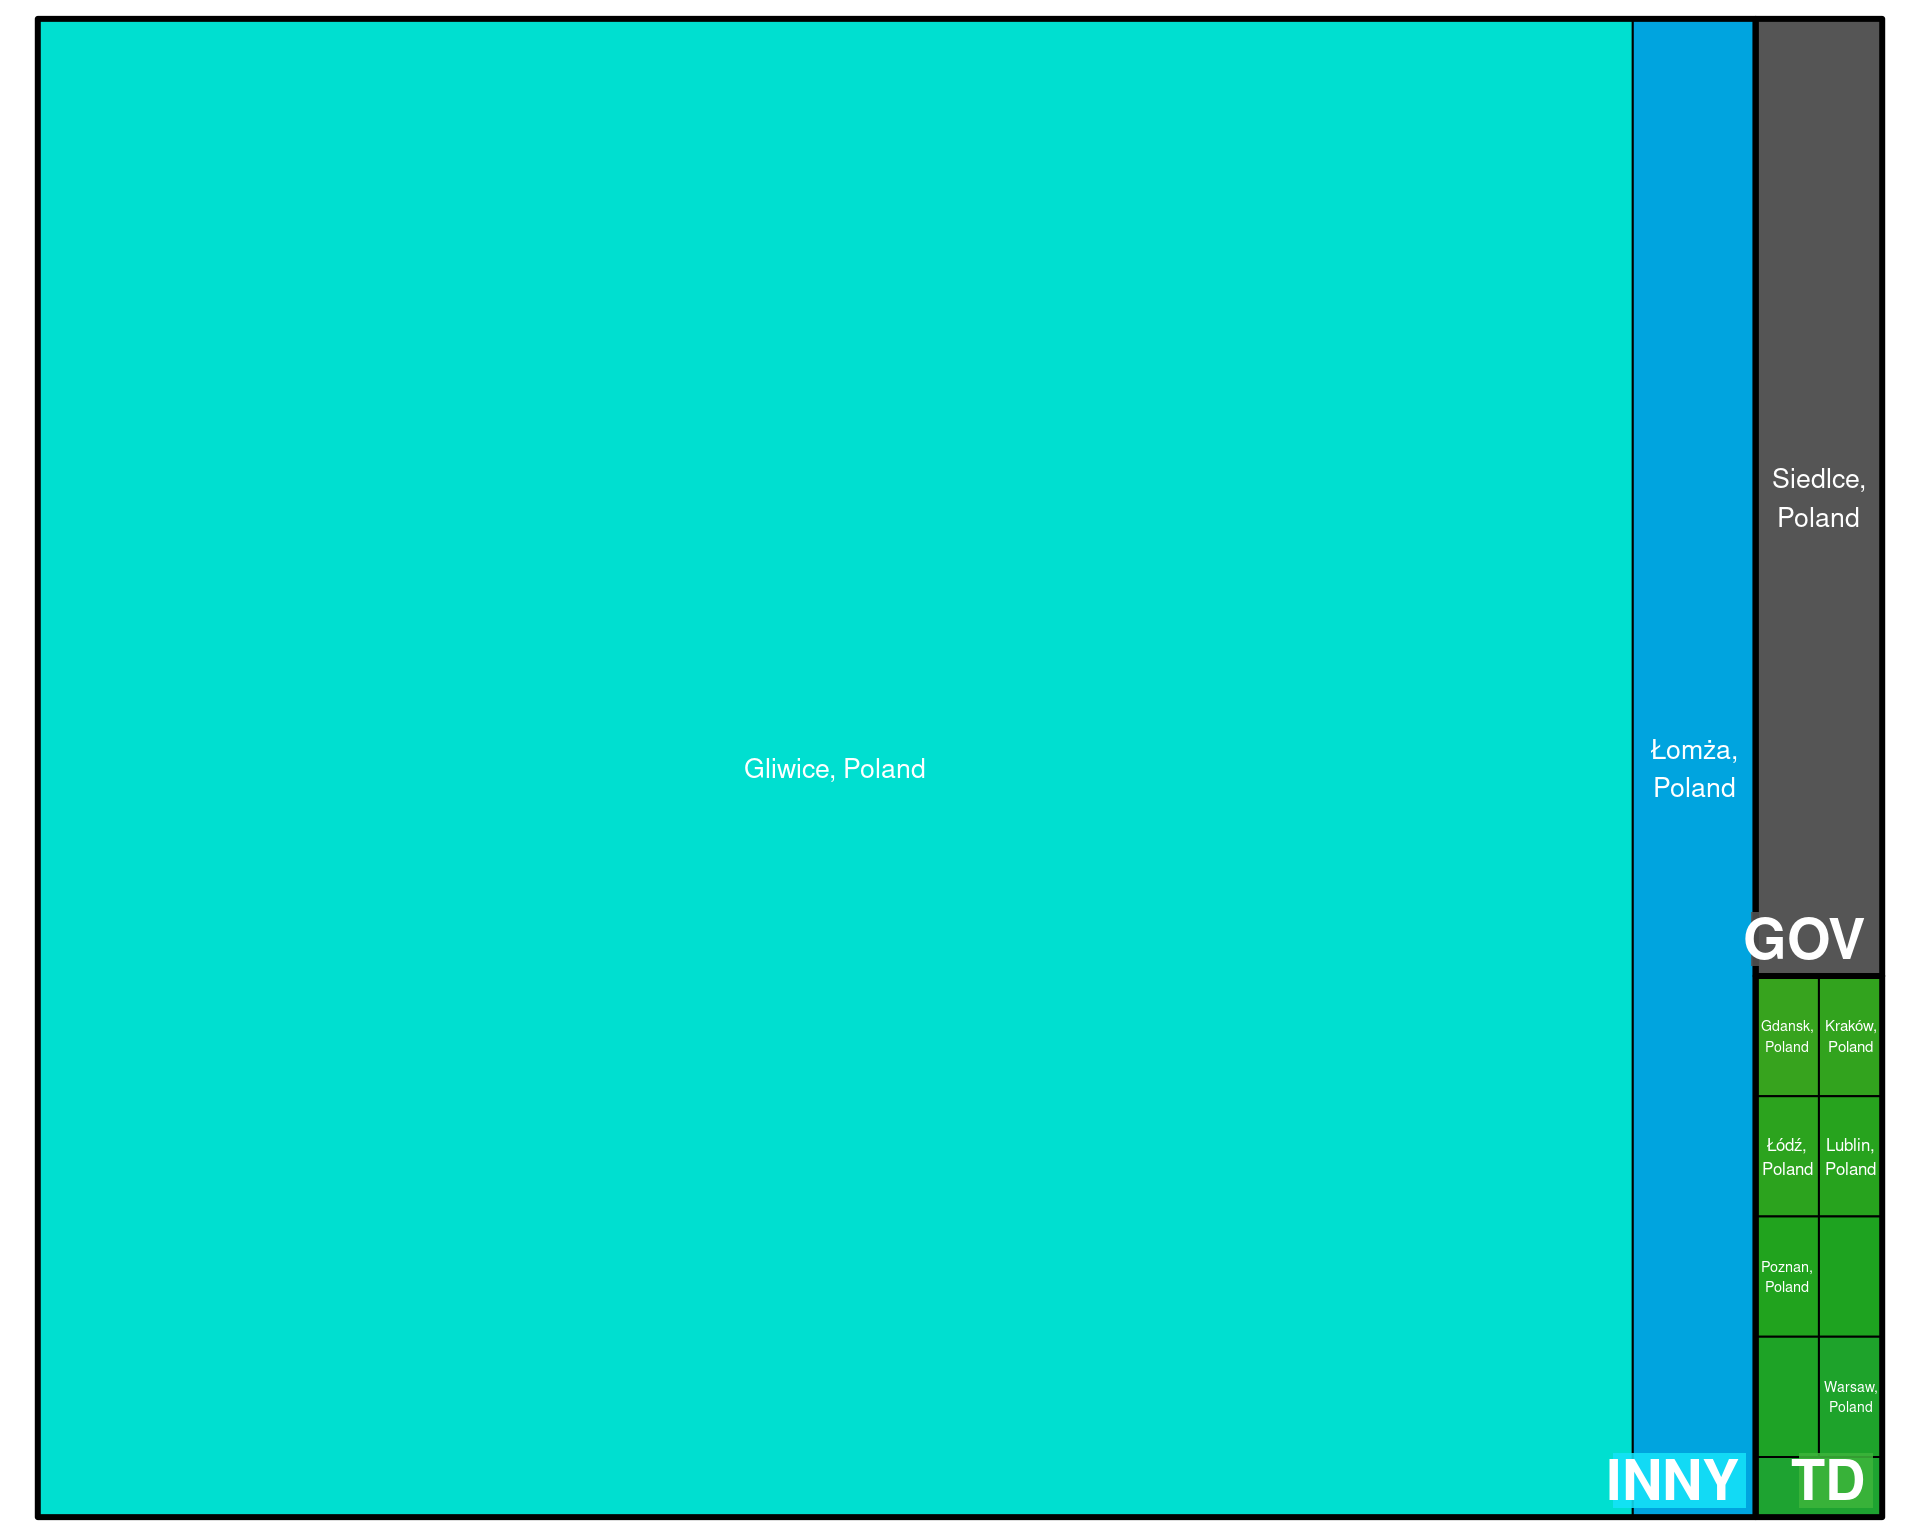 Gliwice, Poland
Łomża,
Poland
INNY
Siedlce,
Poland
GOV
Gdansk,
Poland
Kraków,
Poland
Łódź,
Poland
Lublin,
Poland
Poznan,
Poland
Warsaw,
Poland
TD